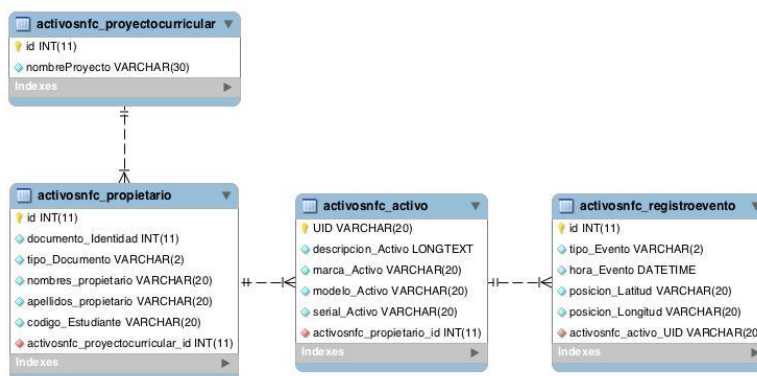 activosnfc_proyectocurricular
id INT(11)
nombreProyecto VARCHAR(30)
Indexes
activosnfc_propietario
id INT(11)
documento_Identidad INT(11)
tipo_Documento VARCHAR(2)
nombres_propietario VARCHAR(20)
apellidos_propietario VARCHAR(20)
codigo_Estudiante VARCHAR(20)
activosnfc_proyectocurricular_id INT(11)
Indexes
activosnfc_activo
UID VARCHAR(20)
descripcion_Activo LONGTEXT
marca_Activo VARCHAR(20)
modelo_Activo VARCHAR(20)
serial_Activo VARCHAR(20)
activosnfc_propietario_id INT(11)
Indexes
activosnfc_registroevento
id INT(11)
tipo_Evento VARCHAR(2)
hora_Evento DATETIME
posicion_Latitud VARCHAR(20)
posicion_Longitud VARCHAR(20)
activosnfc_activo_UID VARCHAR(20
Indexes